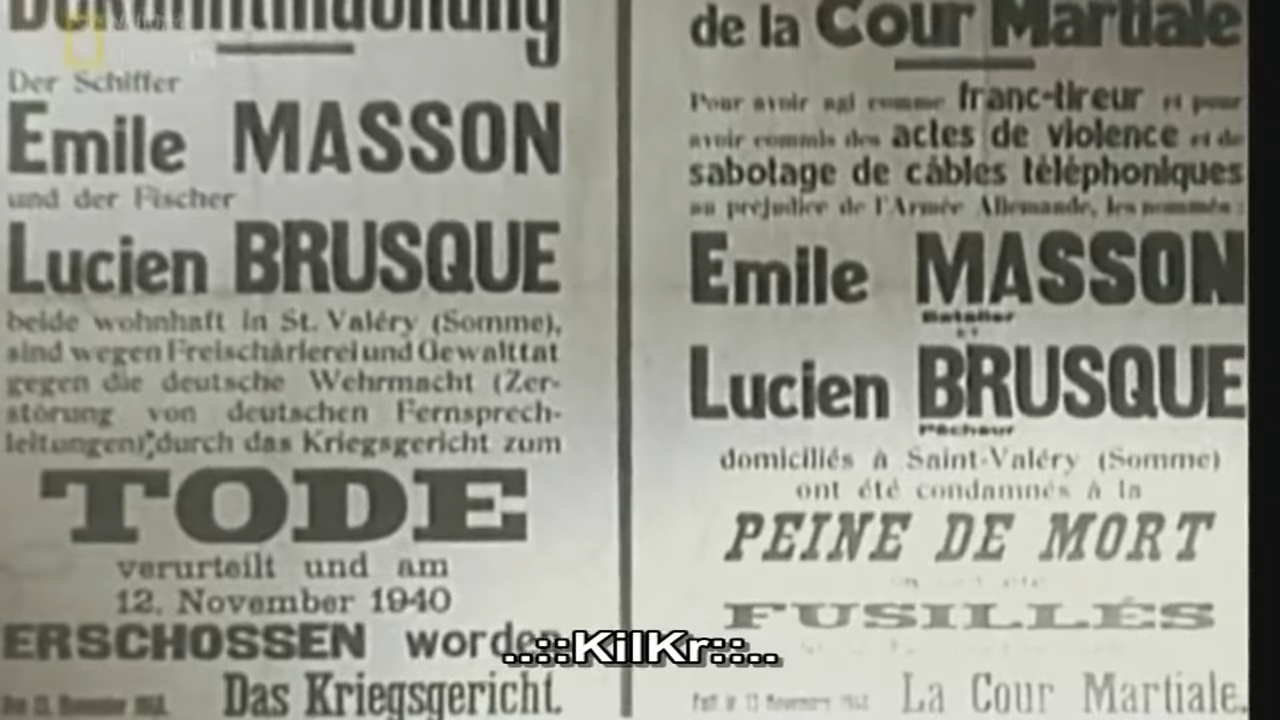 Bekanntmachung
Der Schiffer
Emile MASSON
und der Fischer
Lucien BRUSQUE
beide wohnhaft in St. Valéry (Somme),
sind wegen Freischärlerei und Gewalttat
gegen die deutsche Wehrmacht (Zer-
störung von deutschen Fernsprech-
leitungen) durch das Kriegsgericht zum
TODE
verurteilt und am
12. November 1940
ERSCHOSSEN worden
Das Kriegsgericht.
de la Cour Martiale
Pour avoir agi comme franc-tireur et pour
avoir commis des actes de violence et de
sabotage de câbles téléphoniques
au préjudice de l'Armée Allemande, les nommés :
Emile MASSON
Batelier
ET
Lucien BRUSQUE
Pêcheur
domiciliés à Saint-Valéry (Somme)
ont été condamnés à la
PEINE DE MORT
FUSILLÉS
La Cour Martiale.
..::KilKr::..